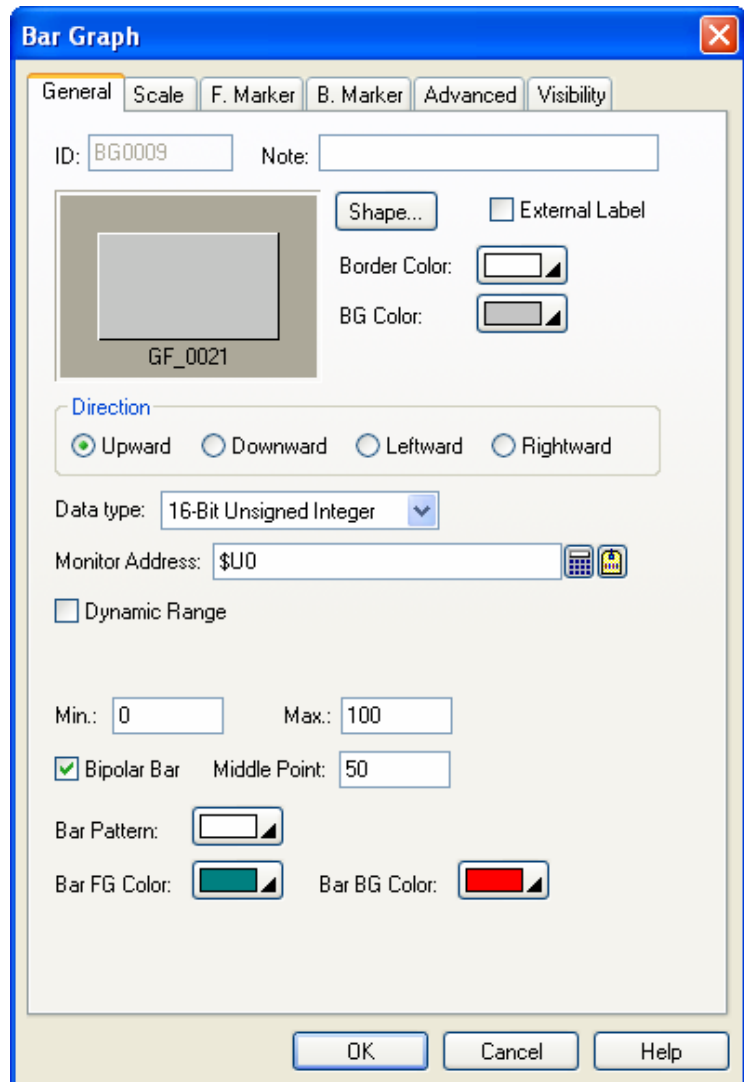 Bar Graph
General Scale F. Marker B. Marker Advanced Visibility
ID: BG0009 Note:
Shape... External Label
Border Color:
BG Color:
GF_0021
Direction
Upward Downward Leftward Rightward
Data type: 16-Bit Unsigned Integer
Monitor Address: $U0
Dynamic Range
Min.: 0 Max.: 100
Bipolar Bar Middle Point: 50
Bar Pattern:
Bar FG Color: Bar BG Color:
OK Cancel Help